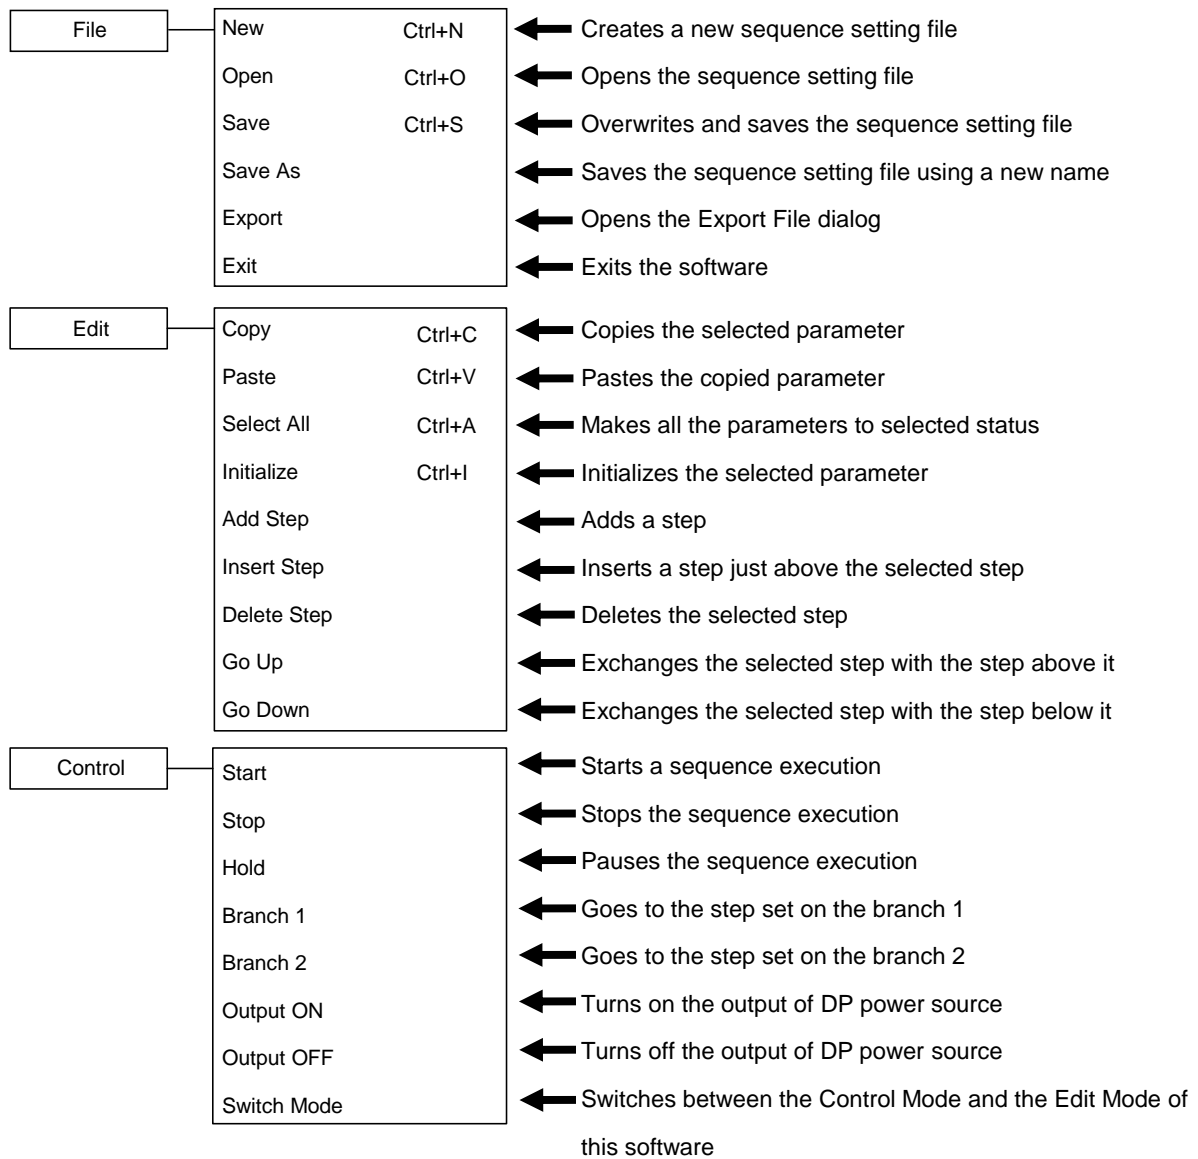 File
New Ctrl+N Creates a new sequence setting file
Open Ctrl+O Opens the sequence setting file
Save Ctrl+S Overwrites and saves the sequence setting file
Save As Saves the sequence setting file using a new name
Export Opens the Export File dialog
Exit Exits the software
Edit
Copy Ctrl+C Copies the selected parameter
Paste Ctrl+V Pastes the copied parameter
Select All Ctrl+A Makes all the parameters to selected status
Initialize Ctrl+I Initializes the selected parameter
Add Step Adds a step
Insert Step Inserts a step just above the selected step
Delete Step Deletes the selected step
Go Up Exchanges the selected step with the step above it
Go Down Exchanges the selected step with the step below it
Control
Start Starts a sequence execution
Stop Stops the sequence execution
Hold Pauses the sequence execution
Branch 1 Goes to the step set on the branch 1
Branch 2 Goes to the step set on the branch 2
Output ON Turns on the output of DP power source
Output OFF Turns off the output of DP power source
Switch Mode Switches between the Control Mode and the Edit Mode of
this software